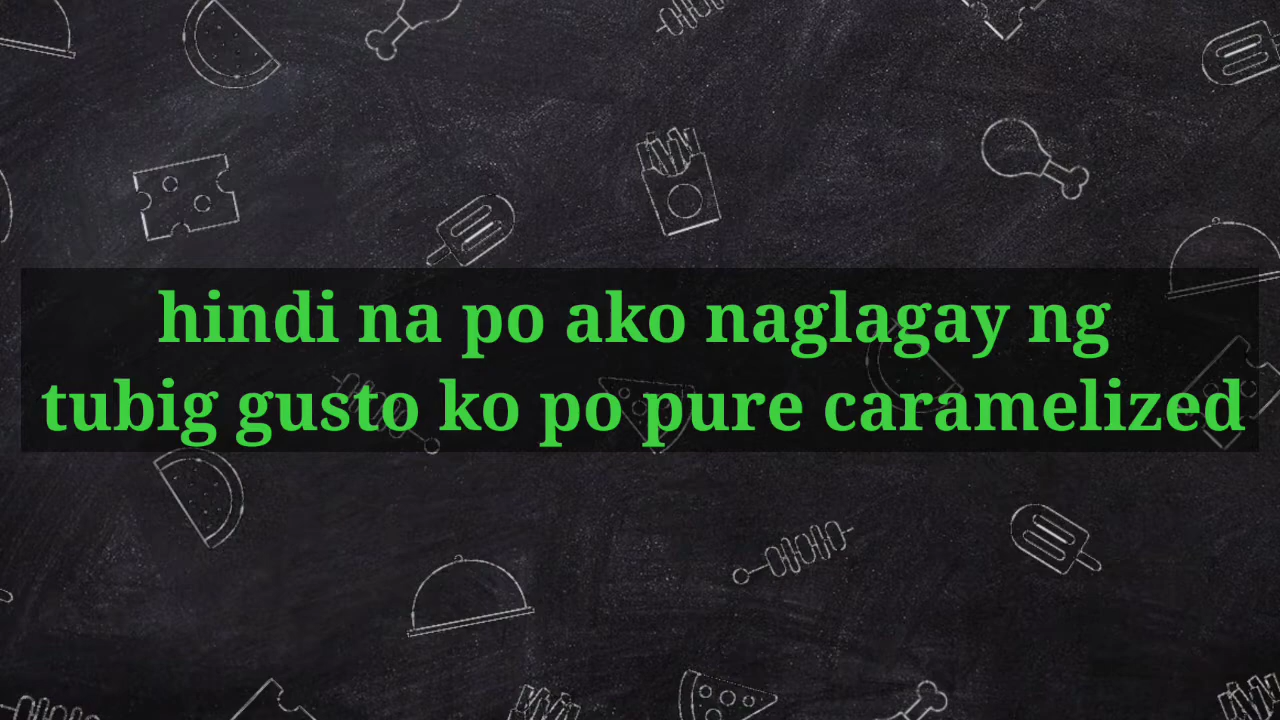 hindi na po ako naglagay ng
tubig gusto ko po pure caramelized